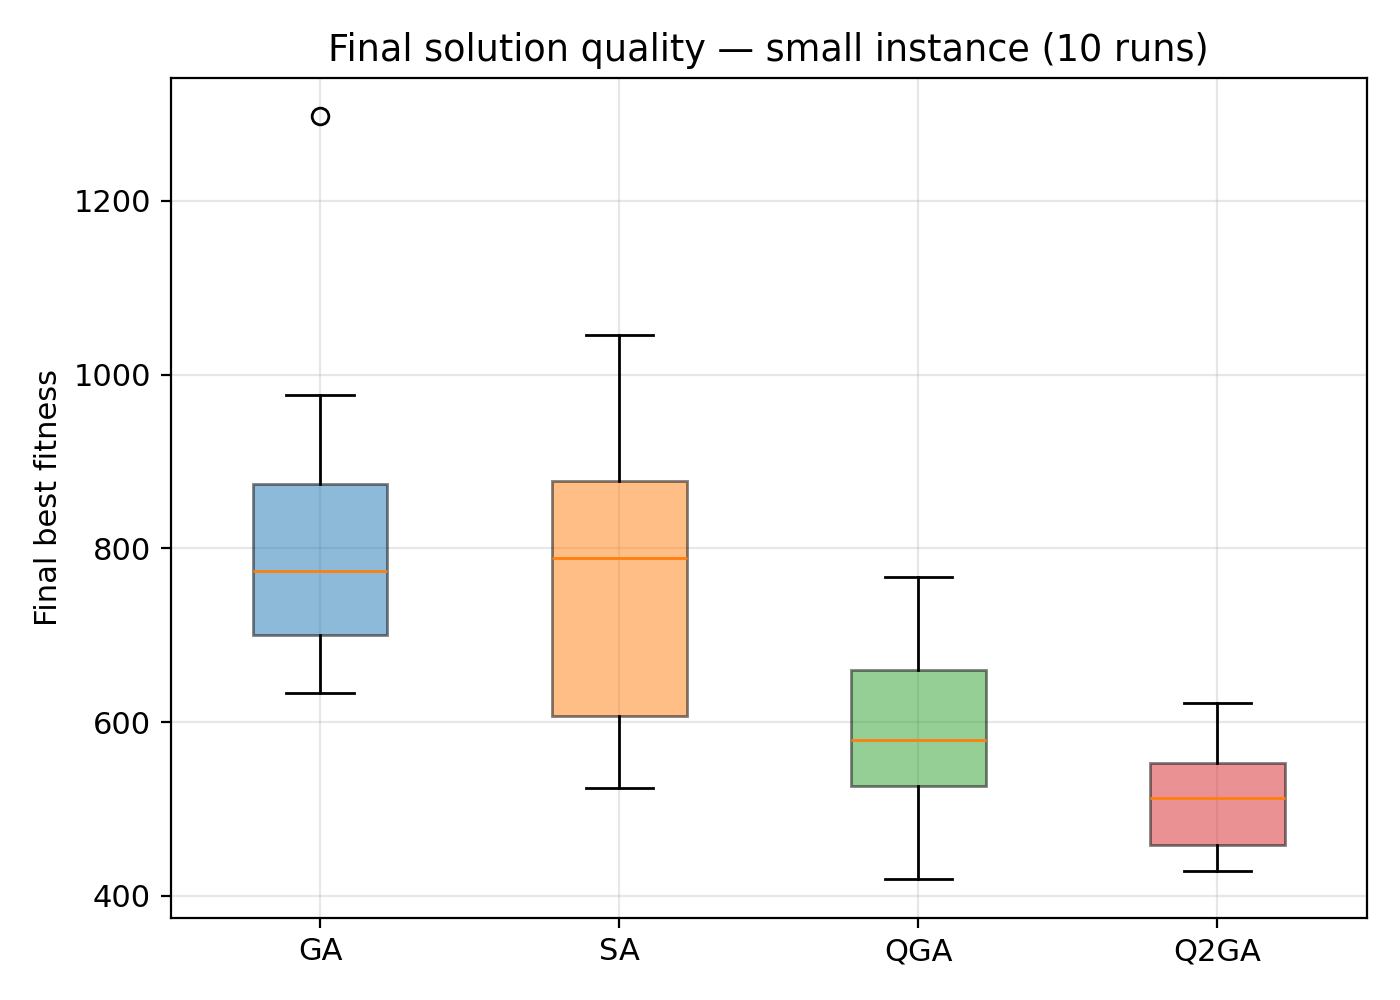 Final solution quality — small instance (10 runs)
Final best fitness
1200
1000
800
600
400
GA SA QGA Q2GA